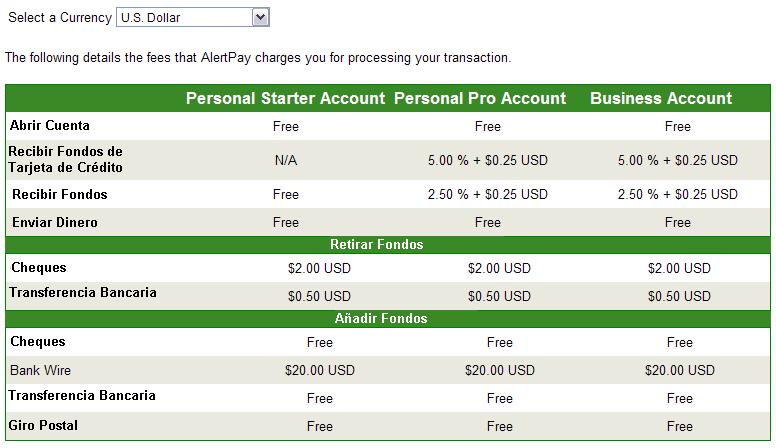 Select a Currency U.S. Dollar
The following details the fees that AlertPay charges you for processing your transaction.
Personal Starter Account Personal Pro Account Business Account
Abrir Cuenta Free Free Free
Recibir Fondos de
Tarjeta de Crédito N/A 5.00 % + $0.25 USD 5.00 % + $0.25 USD
Recibir Fondos Free 2.50 % + $0.25 USD 2.50 % + $0.25 USD
Enviar Dinero Free Free Free
Retirar Fondos
Cheques $2.00 USD $2.00 USD $2.00 USD
Transferencia Bancaria $0.50 USD $0.50 USD $0.50 USD
Añadir Fondos
Cheques Free Free Free
Bank Wire $20.00 USD $20.00 USD $20.00 USD
Transferencia Bancaria Free Free Free
Giro Postal Free Free Free